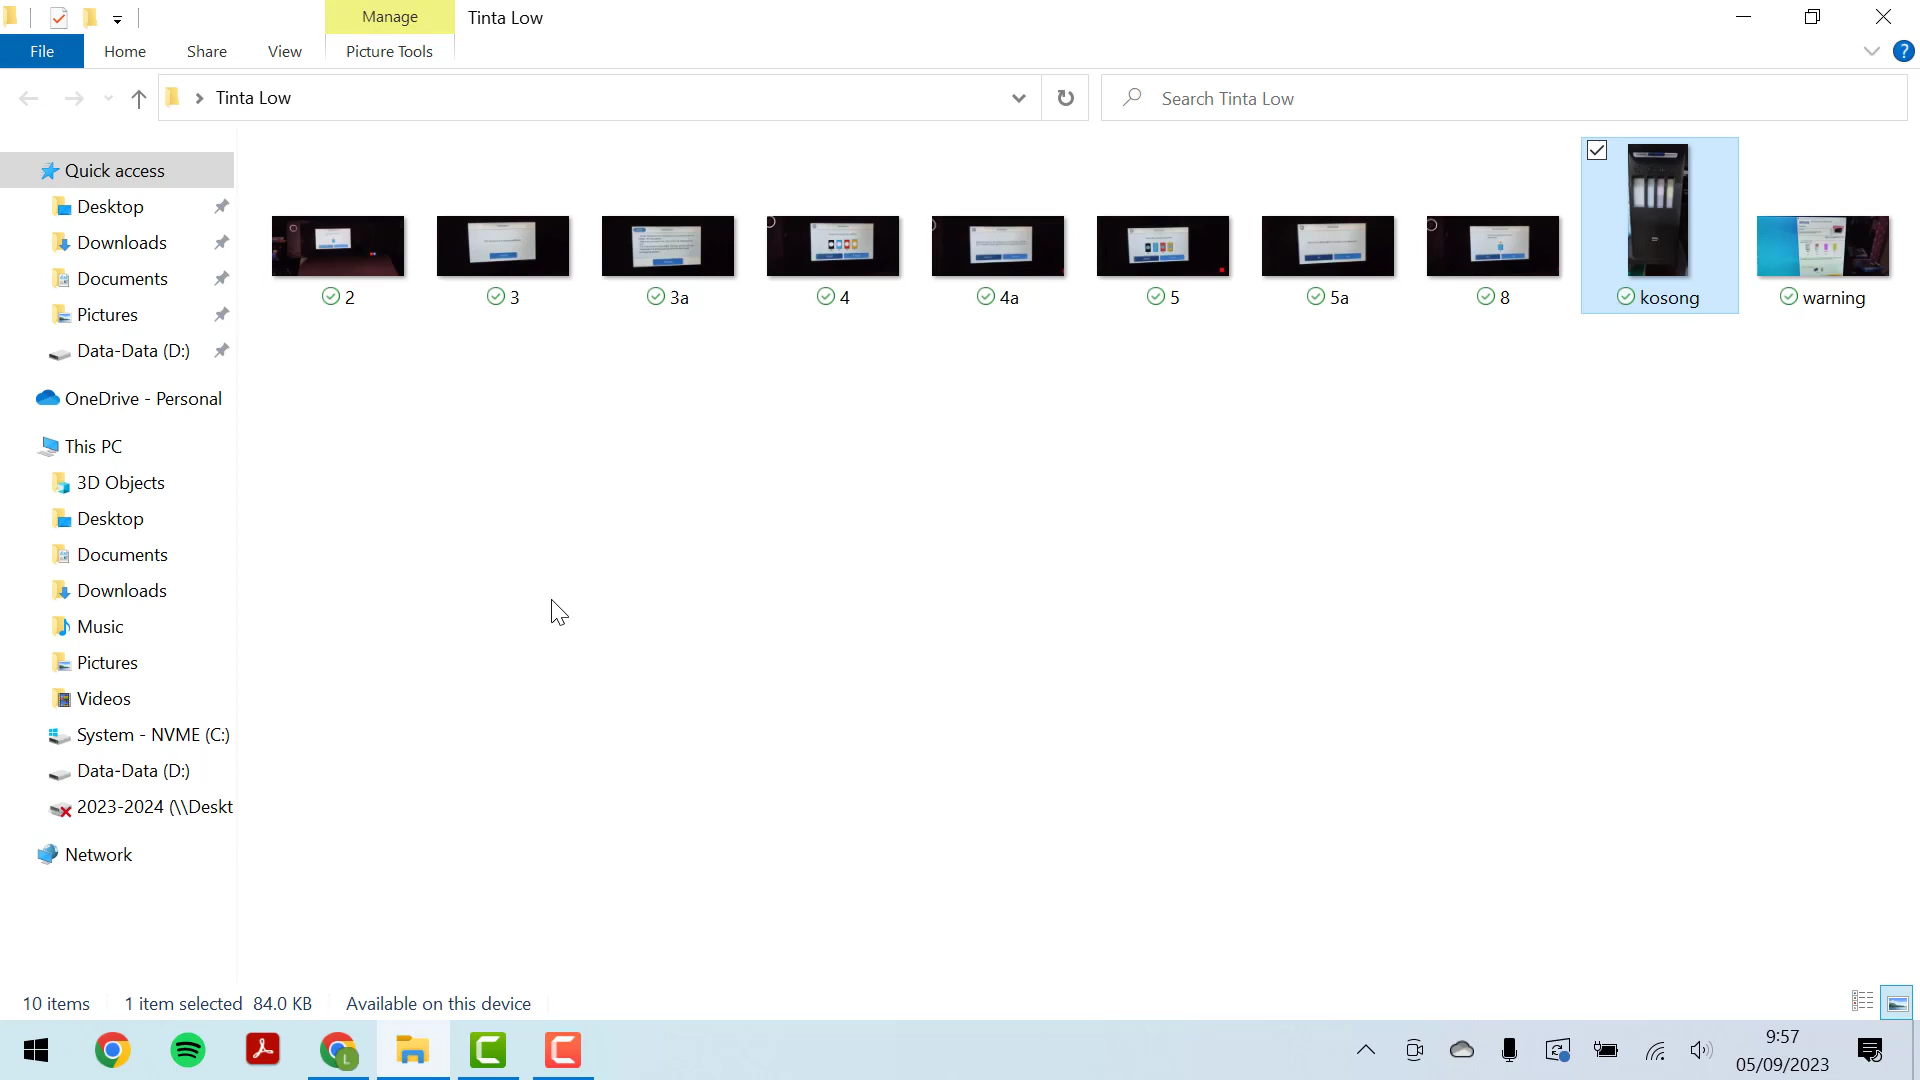 Manage
Tinta Low
File
Home
Share
View
Picture Tools
Tinta Low
Search Tinta Low
Quick access
Desktop
Downloads
Documents
Pictures
Data-Data (D:)
OneDrive - Personal
This PC
3D Objects
Desktop
Documents
Downloads
Music
Pictures
Videos
System - NVME (C:)
Data-Data (D:)
2023-2024 (\\Deskt
Network
2
3
3a
4
4a
5
5a
8
kosong
warning
10 items
1 item selected 84.0 KB
Available on this device
L
9:57
05/09/2023